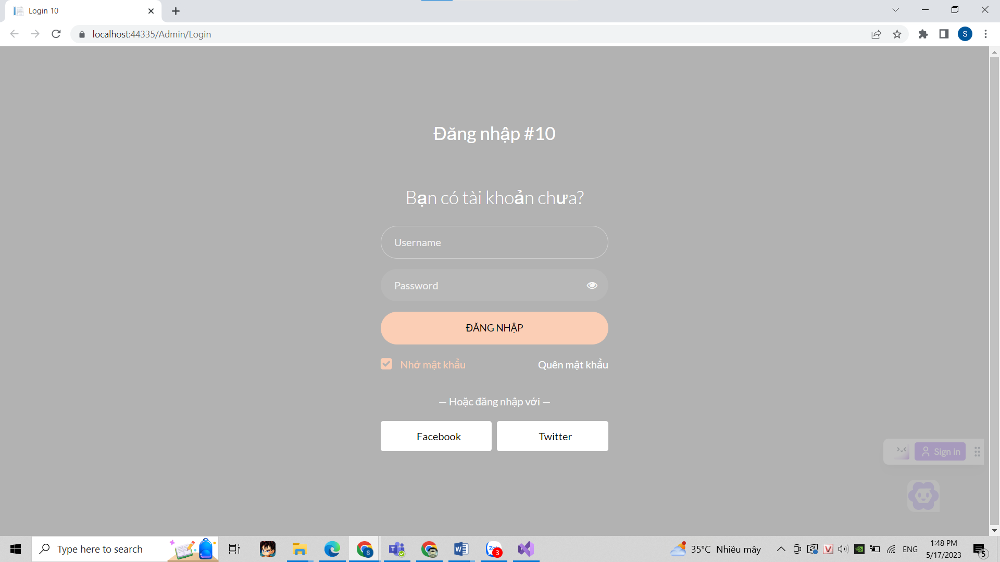 Login 10
localhost:44335/Admin/Login
S
Đăng nhập #10
Bạn có tài khoản chưa?
Username
Password
ĐĂNG NHẬP
Nhớ mật khẩu
Quên mật khẩu
— Hoặc đăng nhập với —
Facebook
Twitter
Sign in
Type here to search
S
T
W
3
35°C Nhiều mây
V
ENG
1:48 PM
5/17/2023
5